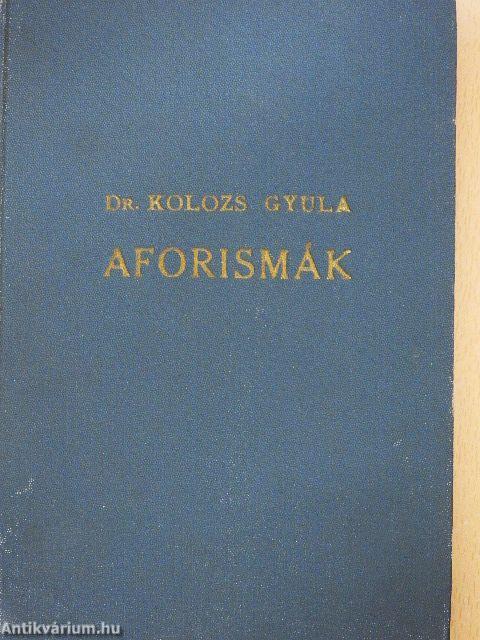 Dr. KOLOZS GYULA
AFORISMÁK
Antikvárium.hu